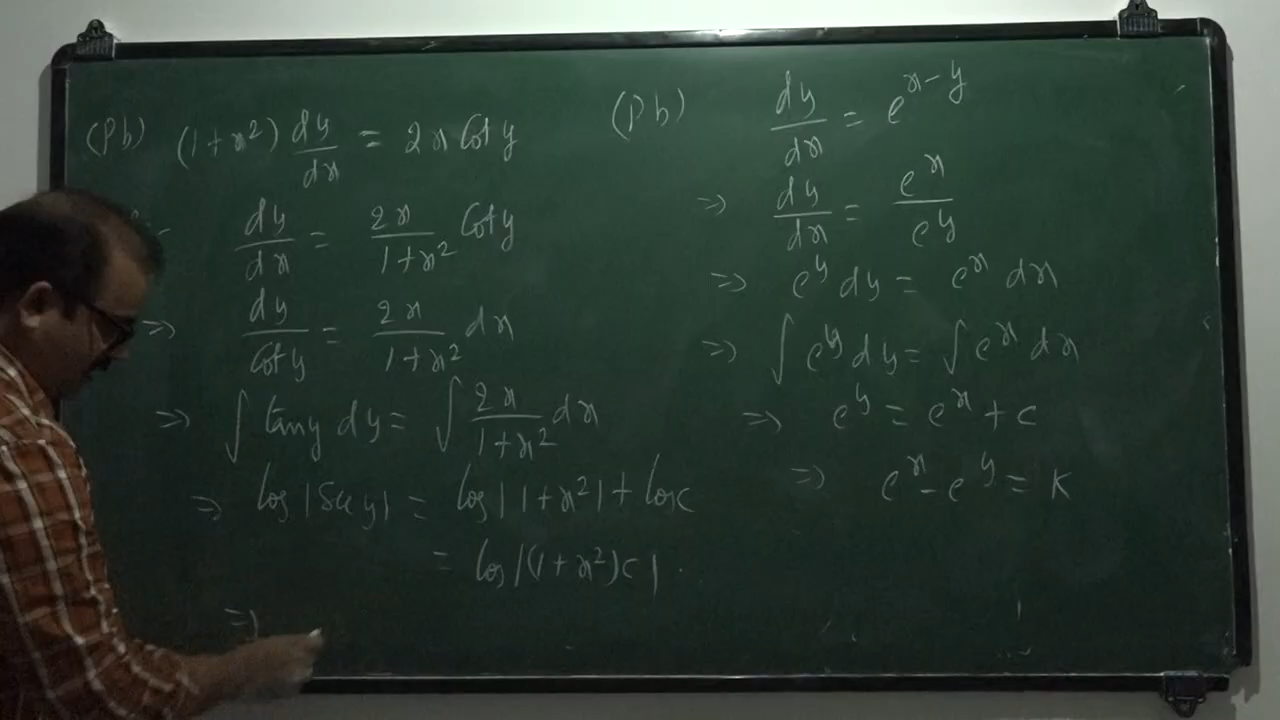 (Pb) (1+x²) dy/dx = 2x Cot y
dy/dx = 2x/(1+x²) Cot y
⇒ dy/Cot y = 2x/(1+x²) dx
⇒ ∫ tan y dy = ∫ 2x/(1+x²) dx
⇒ log |Sec y| = log |1+x²| + log c
= log |(1+x²)c|.
⇒
(Pb) dy/dx = e^(x-y)
⇒ dy/dx = e^x/e^y
⇒ e^y dy = e^x dx
⇒ ∫ e^y dy = ∫ e^x dx
⇒ e^y = e^x + c
⇒ e^x - e^y = K